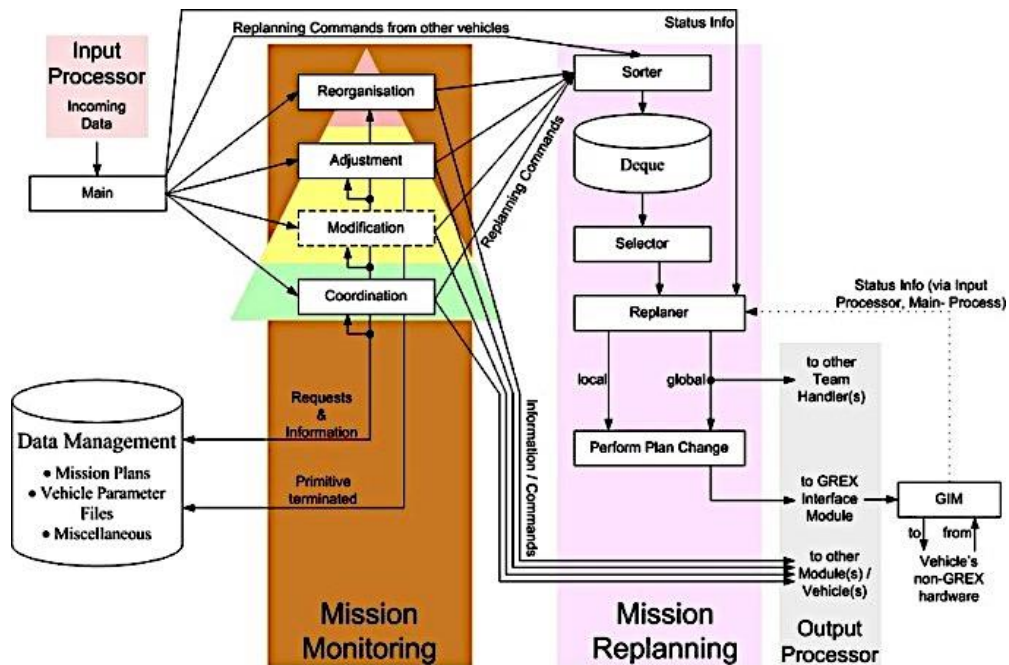 Status Info
Replanning Commands from other vehicles
Input
Processor
Incoming
Data
Main
Reorganisation
Adjustment
Modification
Coordination
Replanning Commands
Sorter
Deque
Selector
Replaner
Status Info (via Input
Processor, Main- Process)
local
global
to other
Team
Handler(s)
Perform Plan Change
to GREX
Interface
Module
GIM
to
from
Vehicle's
non-GREX
hardware
Requests
&
Information
Data Management
● Mission Plans
● Vehicle Parameter
Files
● Miscellaneous
Primitive
terminated
Information / Commands
to other
Module(s) /
Vehicle(s)
Mission
Monitoring
Mission
Replanning
Output
Processor